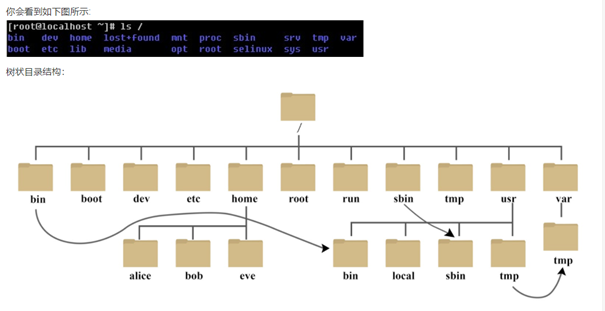 你会看到如下图所示:
[root@localhost ~]# ls /
bin dev home lost+found mnt proc sbin srv tmp var
boot etc lib media opt root selinux sys usr
树状目录结构：
/
bin boot dev etc home root run sbin tmp usr var
alice bob eve bin local sbin tmp tmp